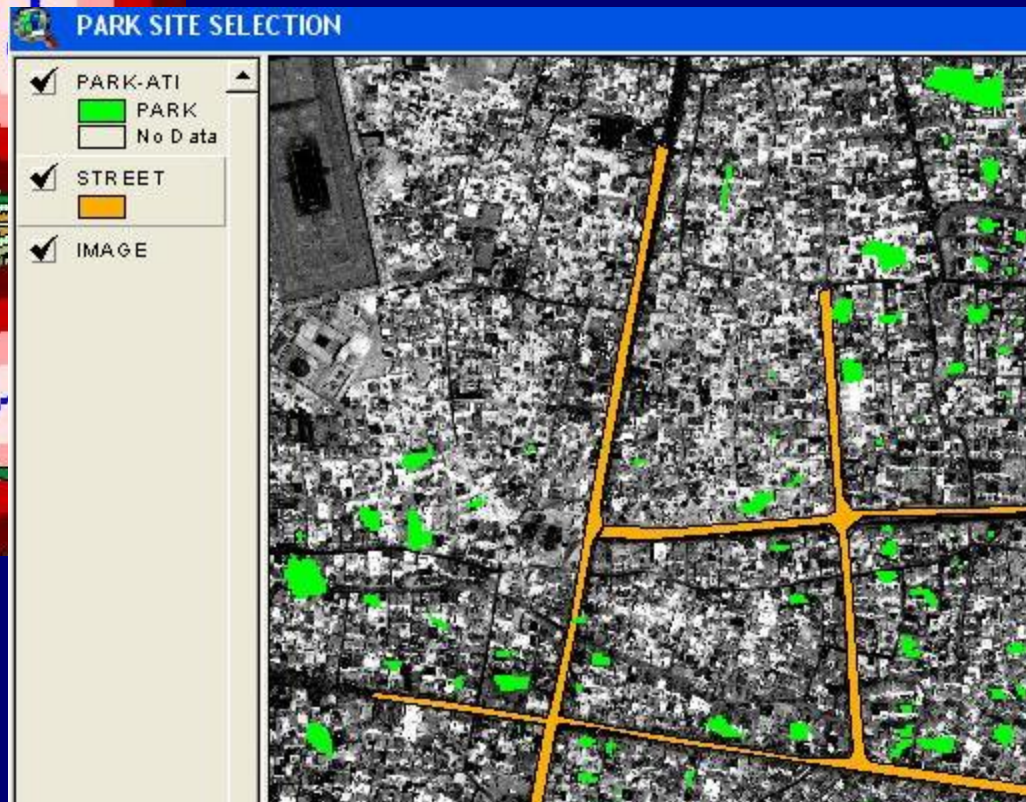 PARK SITE SELECTION
PARK-ATI
PARK
No Data
STREET
IMAGE